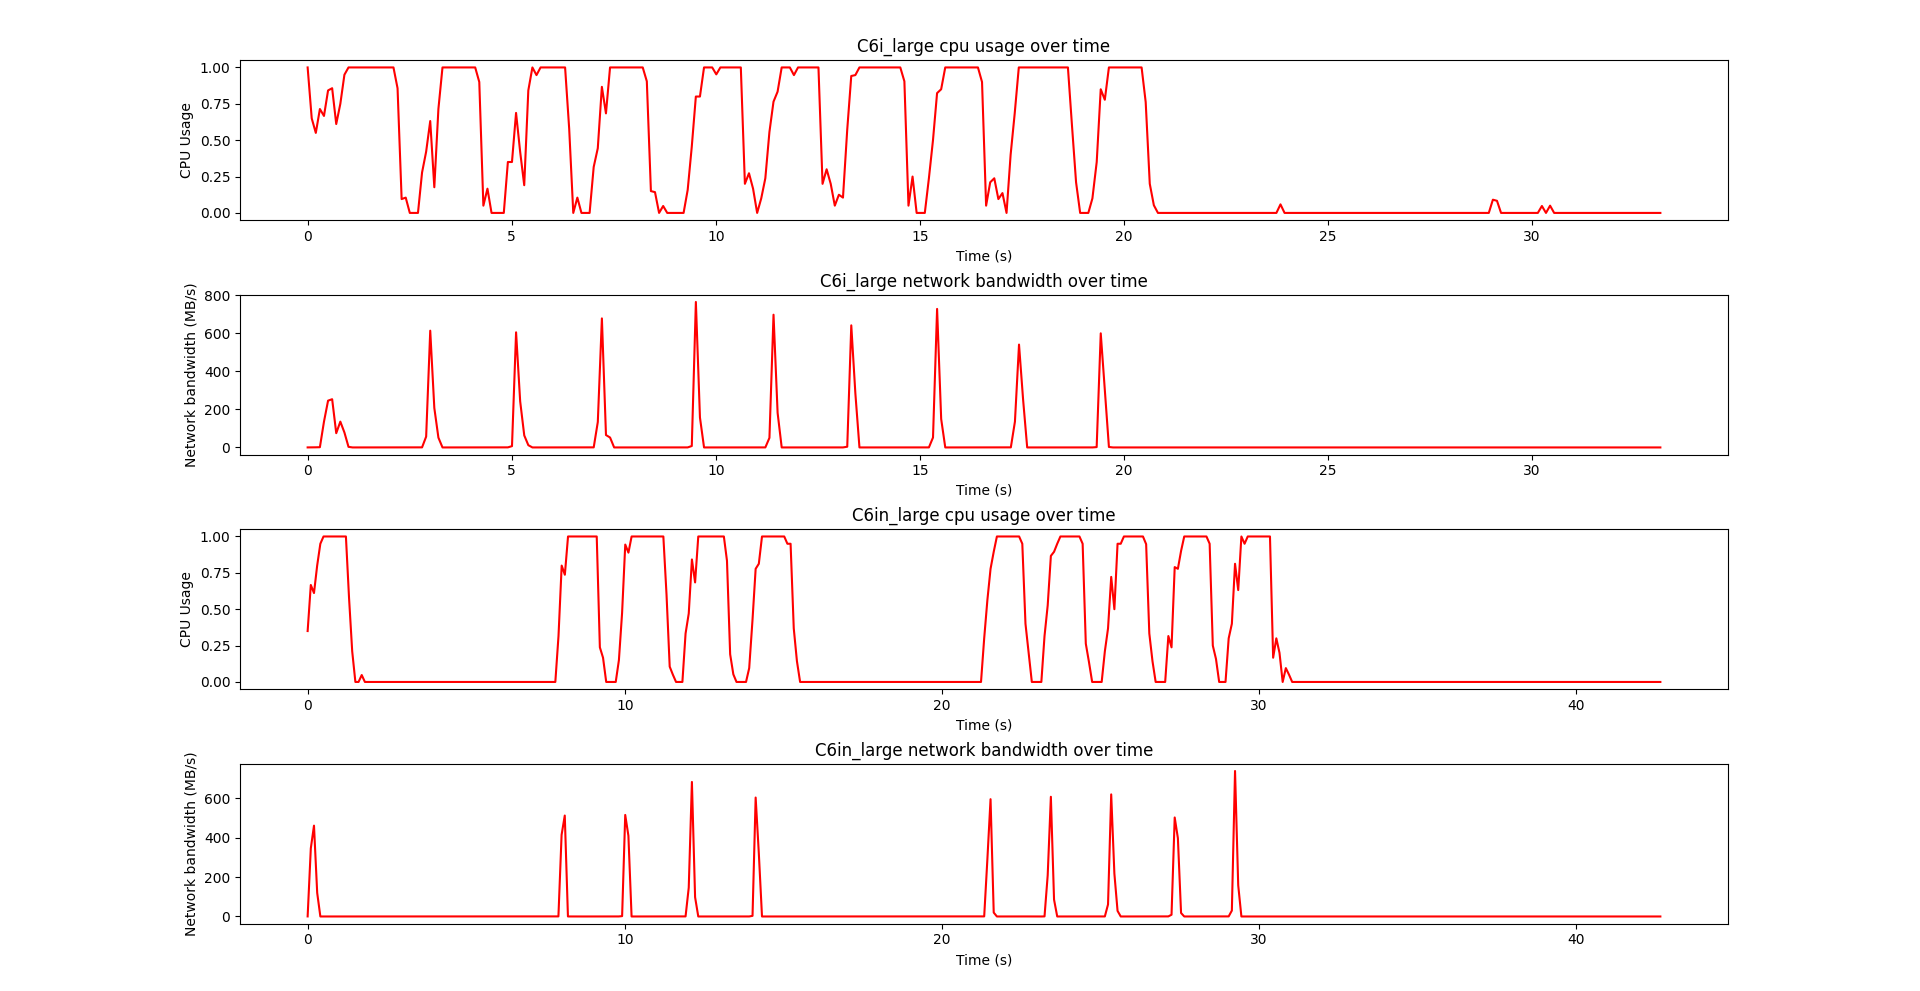 C6i_large cpu usage over time
CPU Usage
1.00
0.75
0.50
0.25
0.00
0 5 10 15 20 25 30
Time (s)
C6i_large network bandwidth over time
Network bandwidth (MB/s)
800
600
400
200
0
0 5 10 15 20 25 30
Time (s)
C6in_large cpu usage over time
CPU Usage
1.00
0.75
0.50
0.25
0.00
0 10 20 30 40
Time (s)
C6in_large network bandwidth over time
Network bandwidth (MB/s)
600
400
200
0
0 10 20 30 40
Time (s)